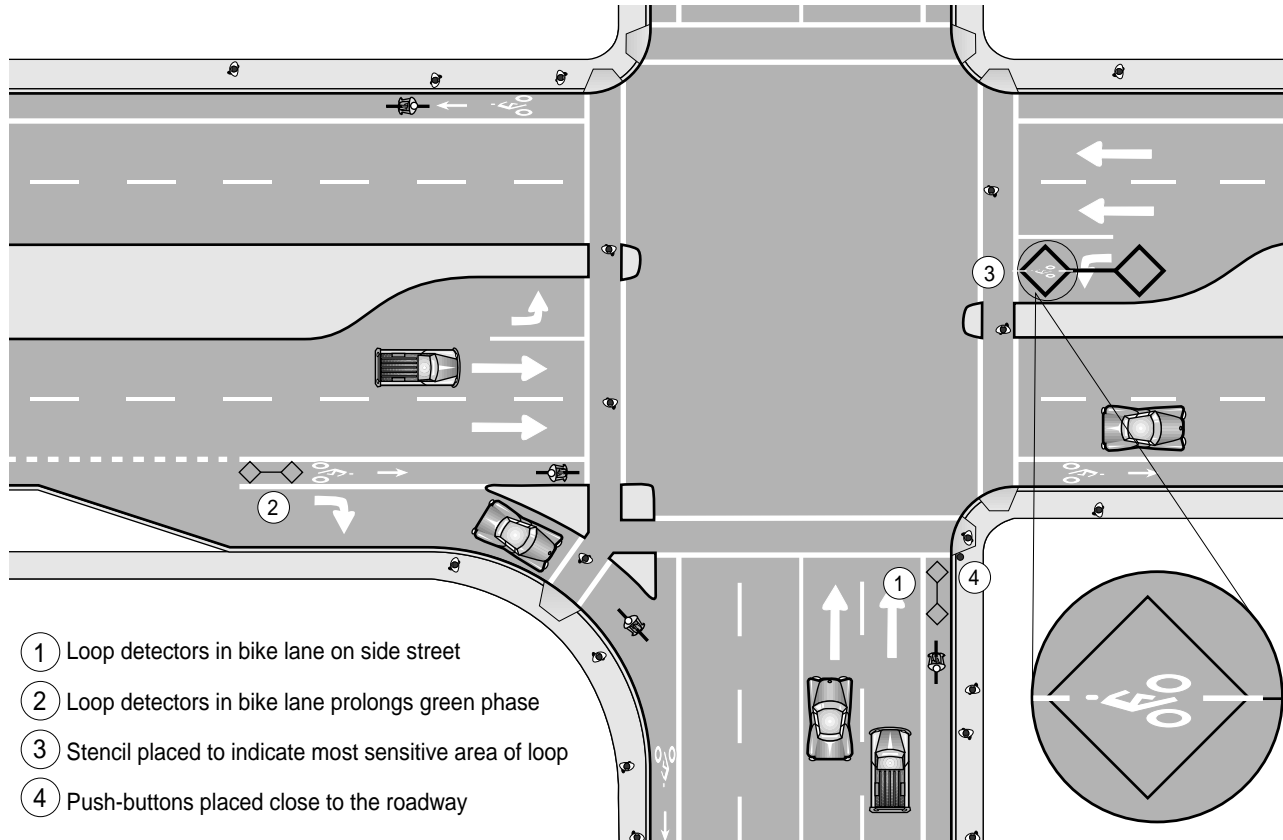 3
2
1
4
1 Loop detectors in bike lane on side street
2 Loop detectors in bike lane prolongs green phase
3 Stencil placed to indicate most sensitive area of loop
4 Push-buttons placed close to the roadway